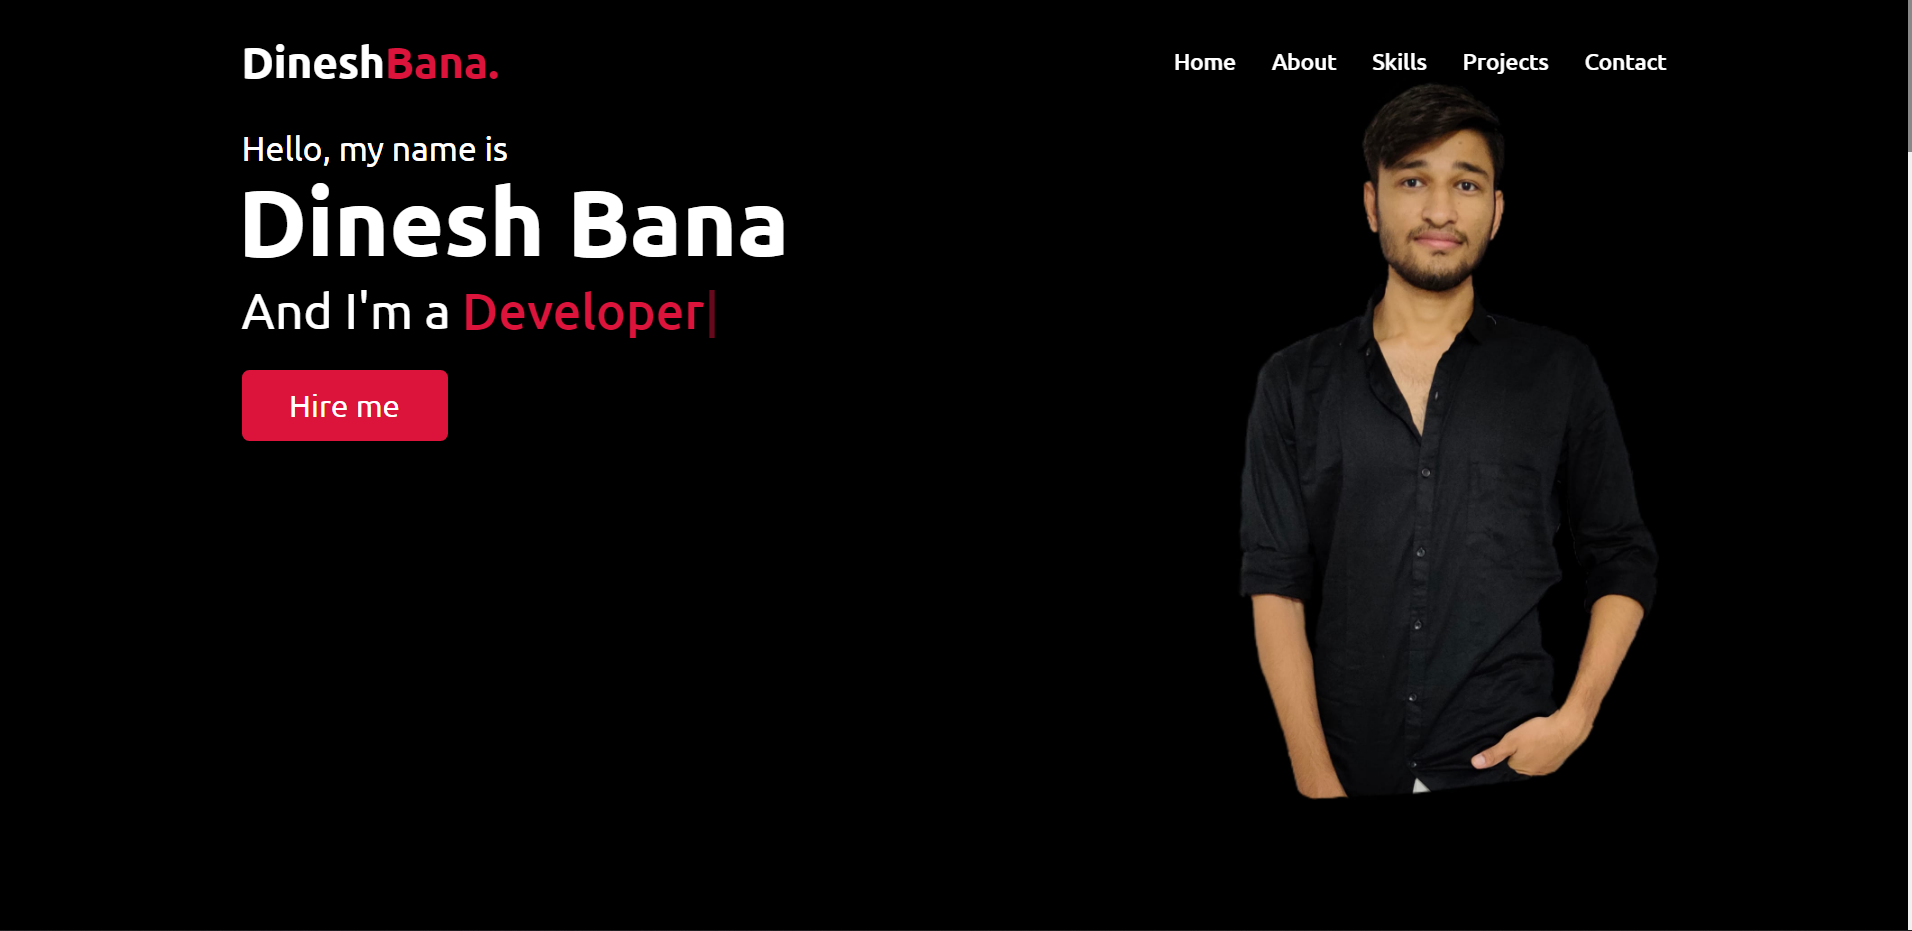 DineshBana.
Home About Skills Projects Contact
Hello, my name is
Dinesh Bana
And I'm a Developer|
Hire me